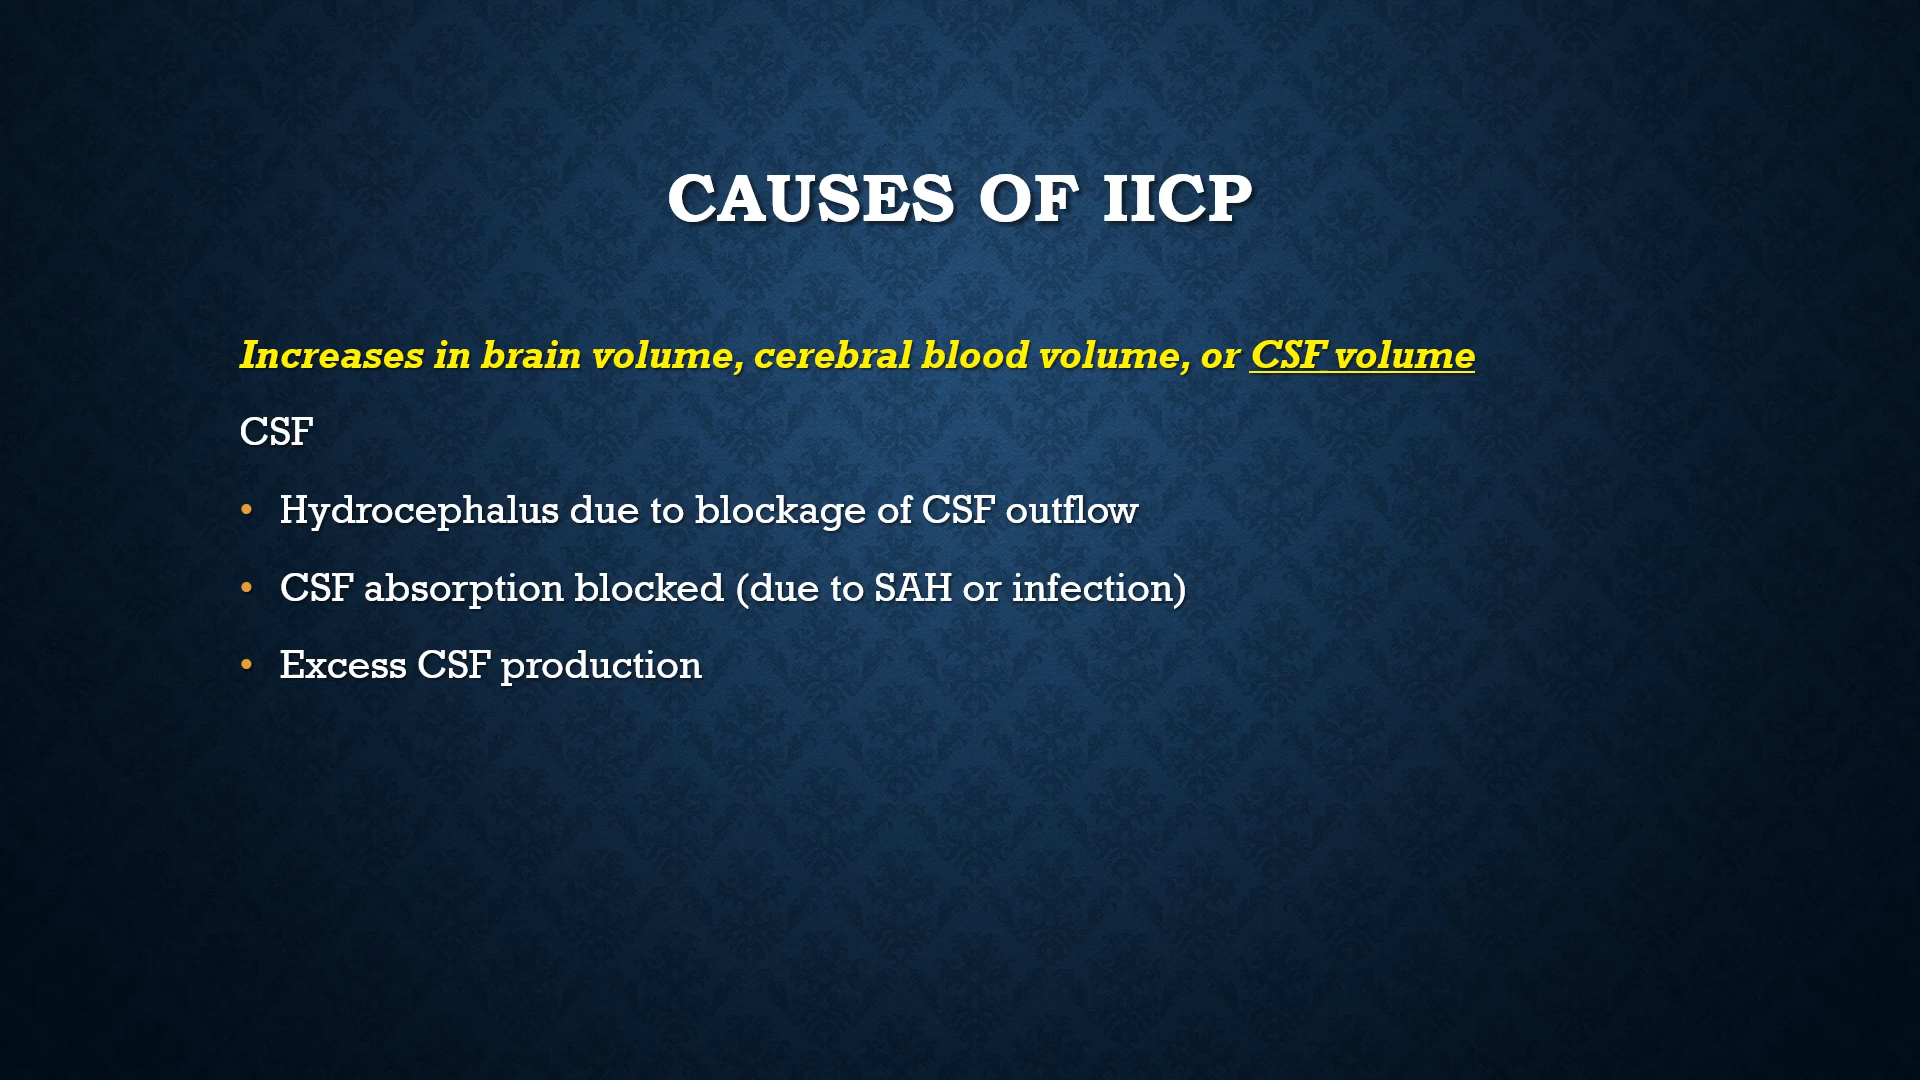 CAUSES OF IICP
Increases in brain volume, cerebral blood volume, or CSF volume
CSF
• Hydrocephalus due to blockage of CSF outflow
• CSF absorption blocked (due to SAH or infection)
• Excess CSF production